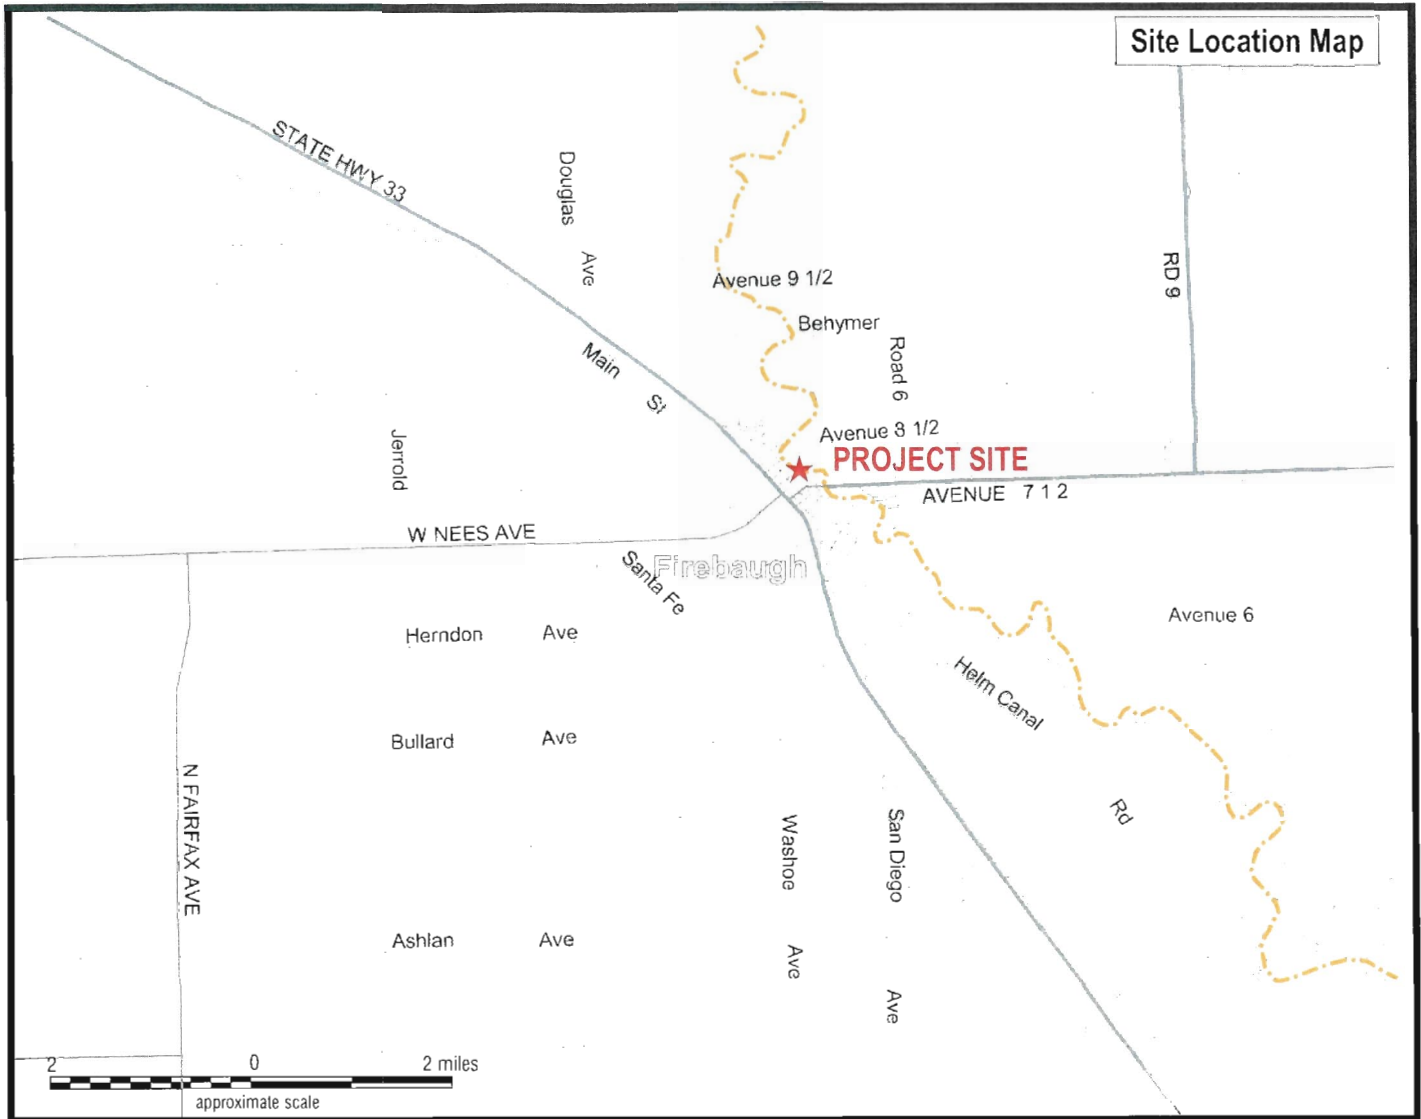 Site Location Map
STATE HWY 33
Douglas
Ave
RD 9
Avenue 9 1/2
Behymer
Road 6
Main
St
Avenue 8 1/2
Jerrold
PROJECT SITE
AVENUE 7 1 2
W NEES AVE
Firebaugh
Santa Fe
Avenue 6
Herndon Ave
Helm Canal
Rd
Bullard Ave
N FAIRFAX AVE
Washoe
Ave
San Diego
Ave
Ashlan Ave
2 0 2 miles
approximate scale